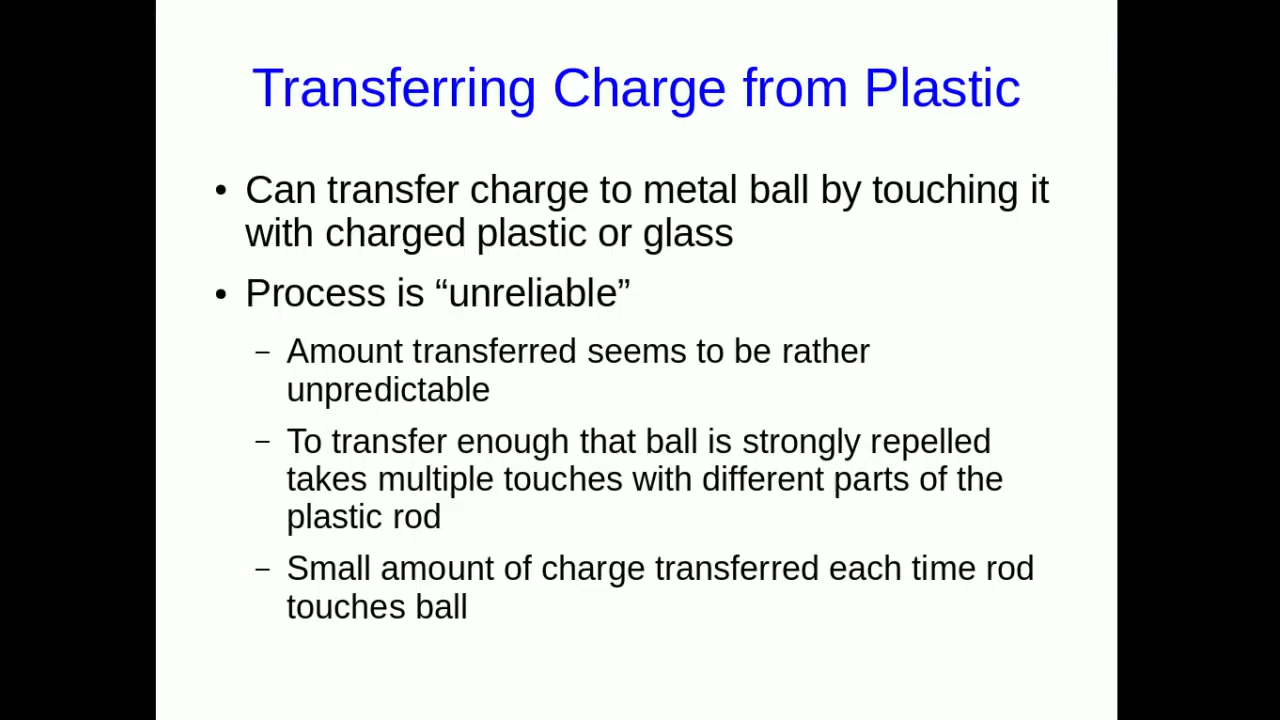 Transferring Charge from Plastic
• Can transfer charge to metal ball by touching it
with charged plastic or glass
• Process is “unreliable”
– Amount transferred seems to be rather
unpredictable
– To transfer enough that ball is strongly repelled
takes multiple touches with different parts of the
plastic rod
– Small amount of charge transferred each time rod
touches ball